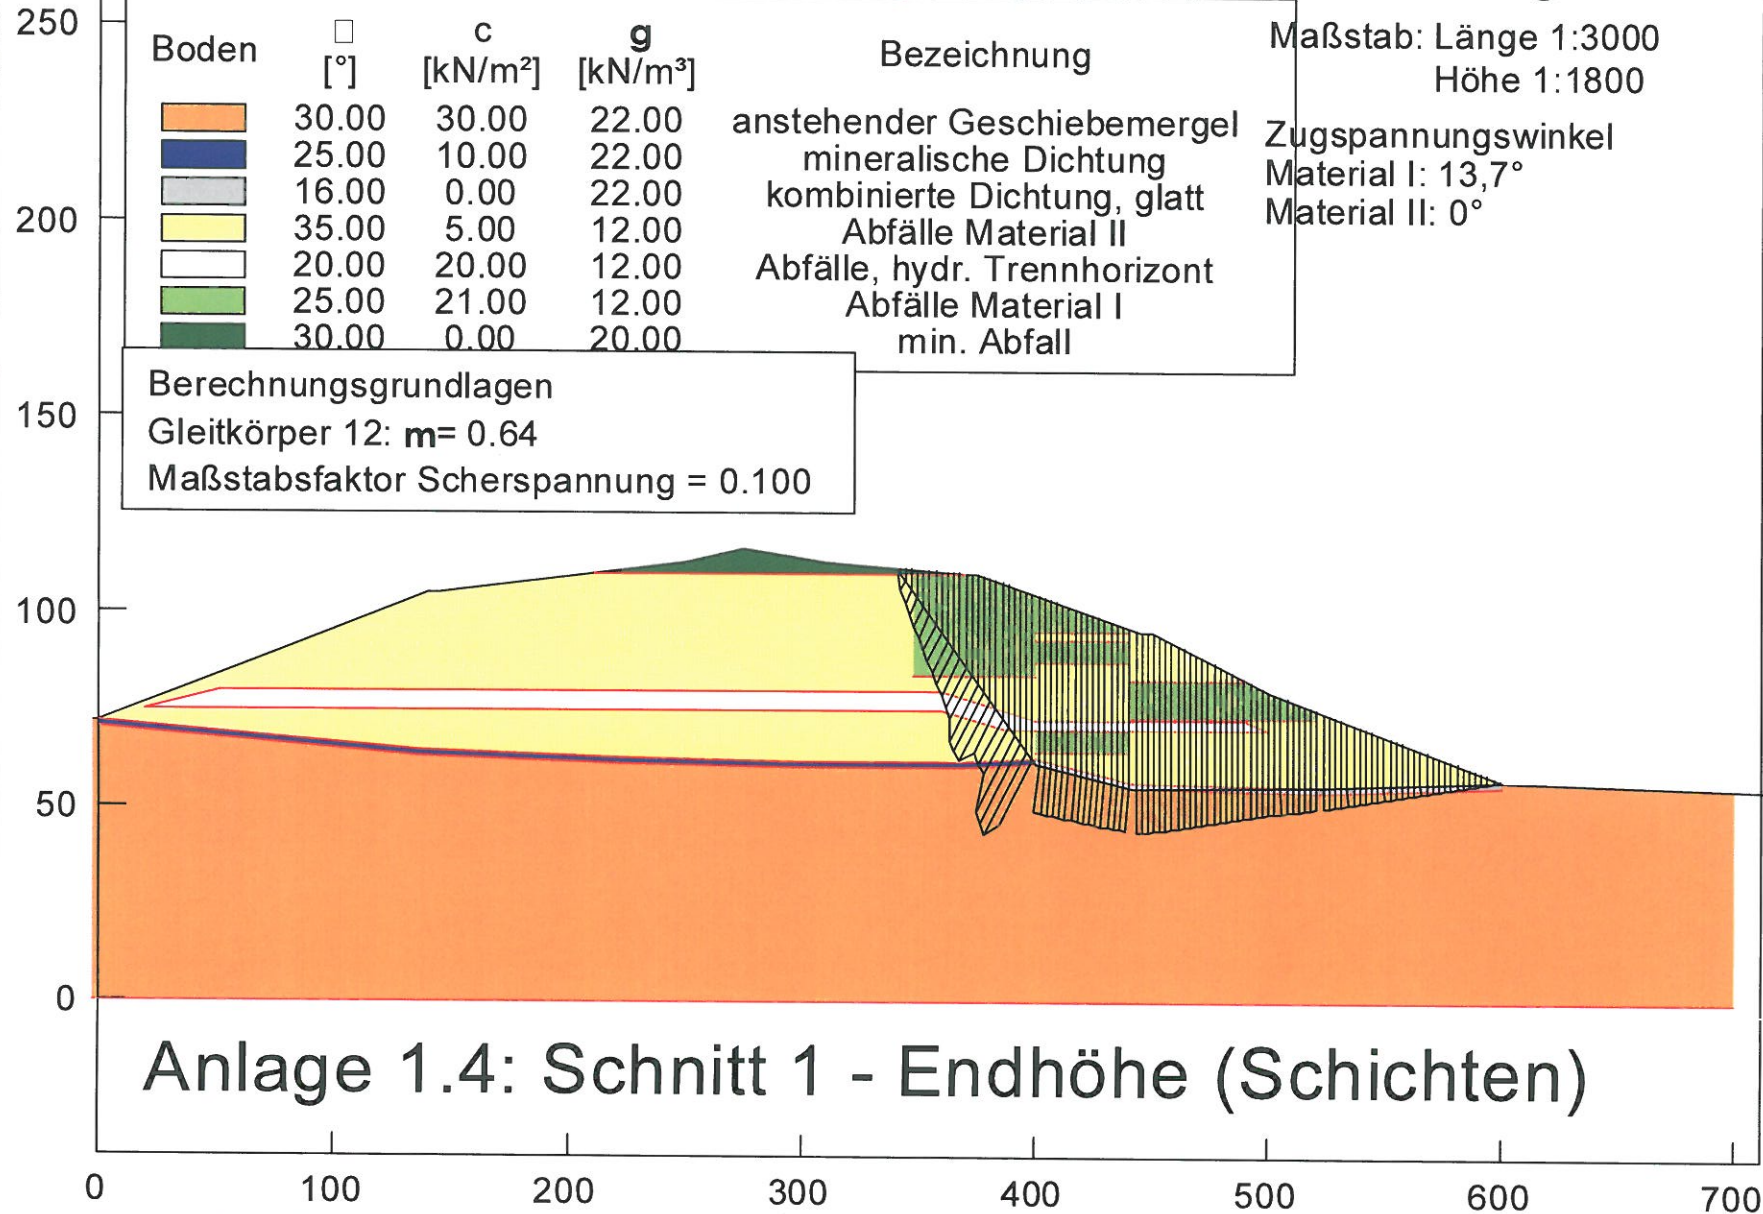 250
200
150
100
50
0
Boden □ c g Bezeichnung
[°] [kN/m²] [kN/m³]
30.00 30.00 22.00 anstehender Geschiebemergel
25.00 10.00 22.00 mineralische Dichtung
16.00 0.00 22.00 kombinierte Dichtung, glatt
35.00 5.00 12.00 Abfälle Material II
20.00 20.00 12.00 Abfälle, hydr. Trennhorizont
25.00 21.00 12.00 Abfälle Material I
30.00 0.00 20.00 min. Abfall
Maßstab: Länge 1:3000
Höhe 1:1800
Zugspannungswinkel
Material I: 13,7°
Material II: 0°
Berechnungsgrundlagen
Gleitkörper 12: m= 0.64
Maßstabsfaktor Scherspannung = 0.100
Anlage 1.4: Schnitt 1 - Endhöhe (Schichten)
0 100 200 300 400 500 600 700